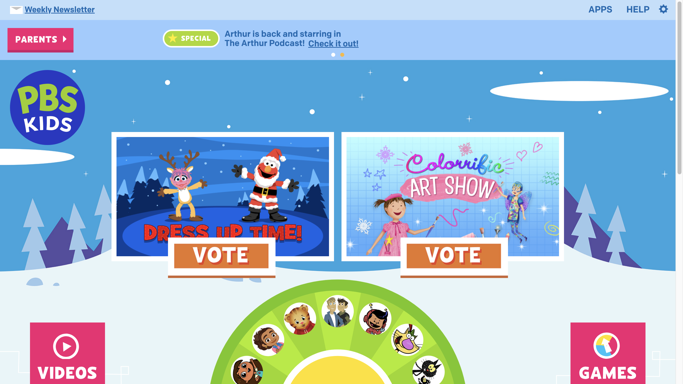 Weekly Newsletter
APPS
HELP
PARENTS
SPECIAL
Arthur is back and starring in
The Arthur Podcast! Check it out!
PBS
KIDS
DRESS UP TIME!
Colorrific
ART SHOW
VOTE
VOTE
VIDEOS
GAMES